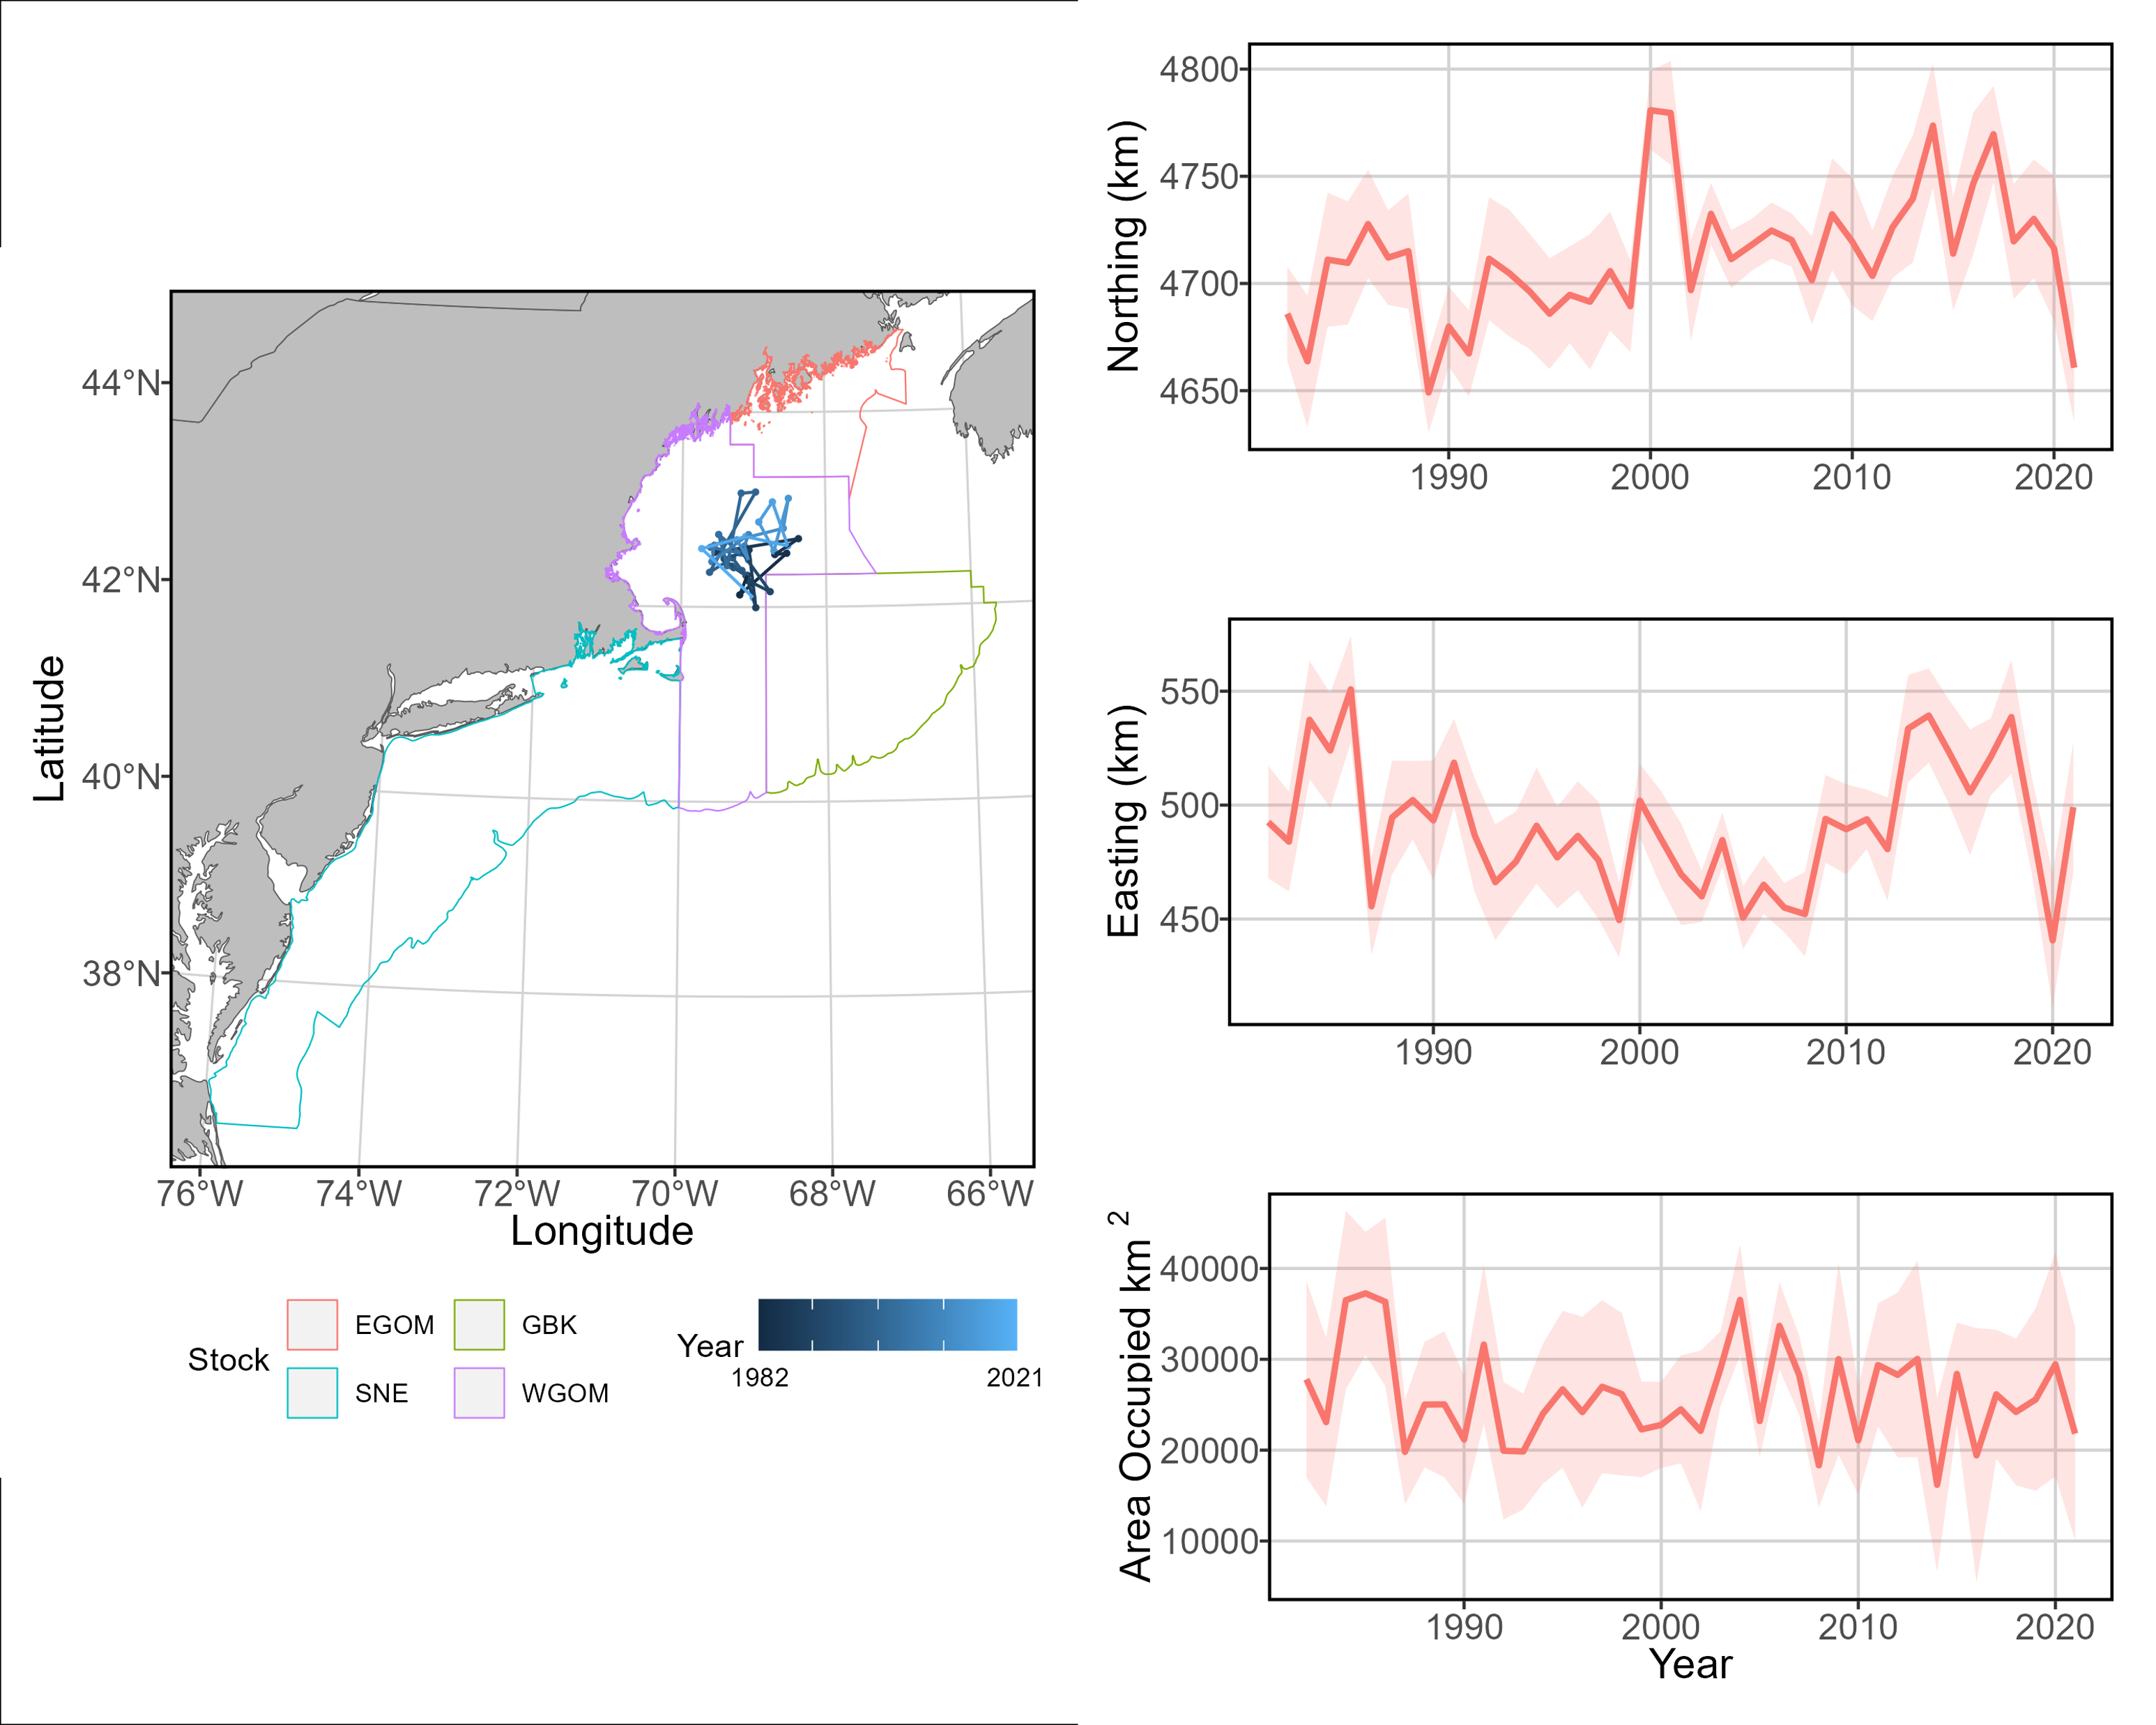 44°N
42°N
40°N
38°N
Latitude
76°W 74°W 72°W 70°W 68°W 66°W
Longitude
Stock
EGOM GBK
SNE WGOM
Year
1982 2021
Northing (km)
4800
4750
4700
4650
1990 2000 2010 2020
Easting (km)
550
500
450
1990 2000 2010 2020
Area Occupied km 2
40000
30000
20000
10000
1990 2000 2010 2020
Year